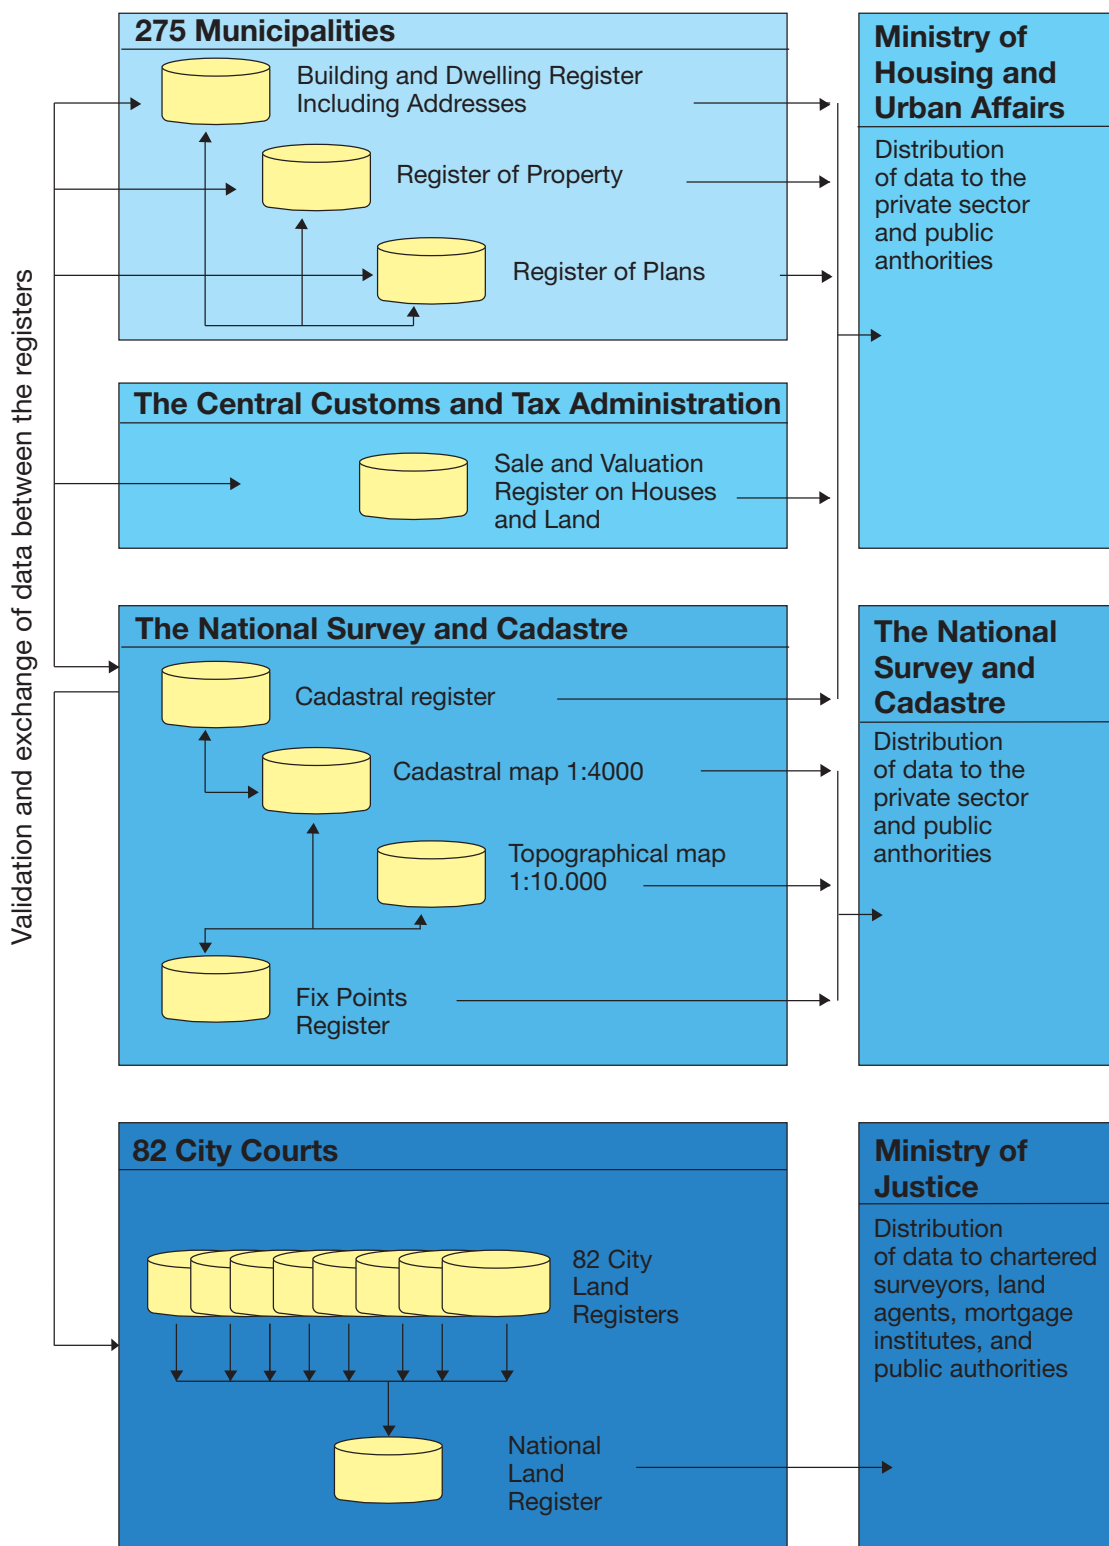 Validation and exchange of data between the registers
275 Municipalities
Building and Dwelling Register
Including Addresses
Register of Property
Register of Plans
Ministry of
Housing and
Urban Affairs
Distribution
of data to the
private sector
and public
anthorities
The Central Customs and Tax Administration
Sale and Valuation
Register on Houses
and Land
The National Survey and Cadastre
Cadastral register
Cadastral map 1:4000
Topographical map
1:10.000
Fix Points
Register
The National
Survey and
Cadastre
Distribution
of data to the
private sector
and public
anthorities
82 City Courts
82 City
Land
Registers
National
Land
Register
Ministry of
Justice
Distribution
of data to chartered
surveyors, land
agents, mortgage
institutes, and
public authorities